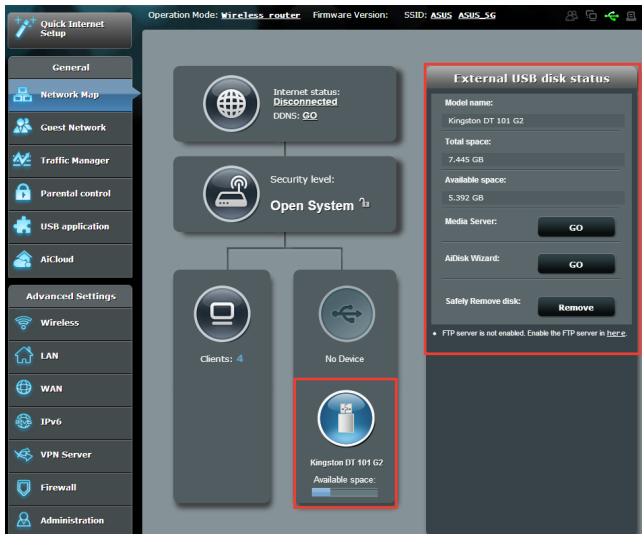 Quick Internet
Setup
Operation Mode: Wireless router Firmware Version: SSID: ASUS ASUS_5G
General
Network Map
Guest Network
Traffic Manager
Parental control
USB application
AiCloud
Advanced Settings
Wireless
LAN
WAN
IPv6
VPN Server
Firewall
Administration
Internet status:
Disconnected
DDNS: GO
Security level:
Open System
Clients: 4
No Device
Kingston DT 101 G2
Available space:
External USB disk status
Model name:
Kingston DT 101 G2
Total space:
7.445 GB
Available space:
5.392 GB
Media Server: GO
AiDisk Wizard: GO
Safely Remove disk: Remove
• FTP server is not enabled. Enable the FTP server in here.